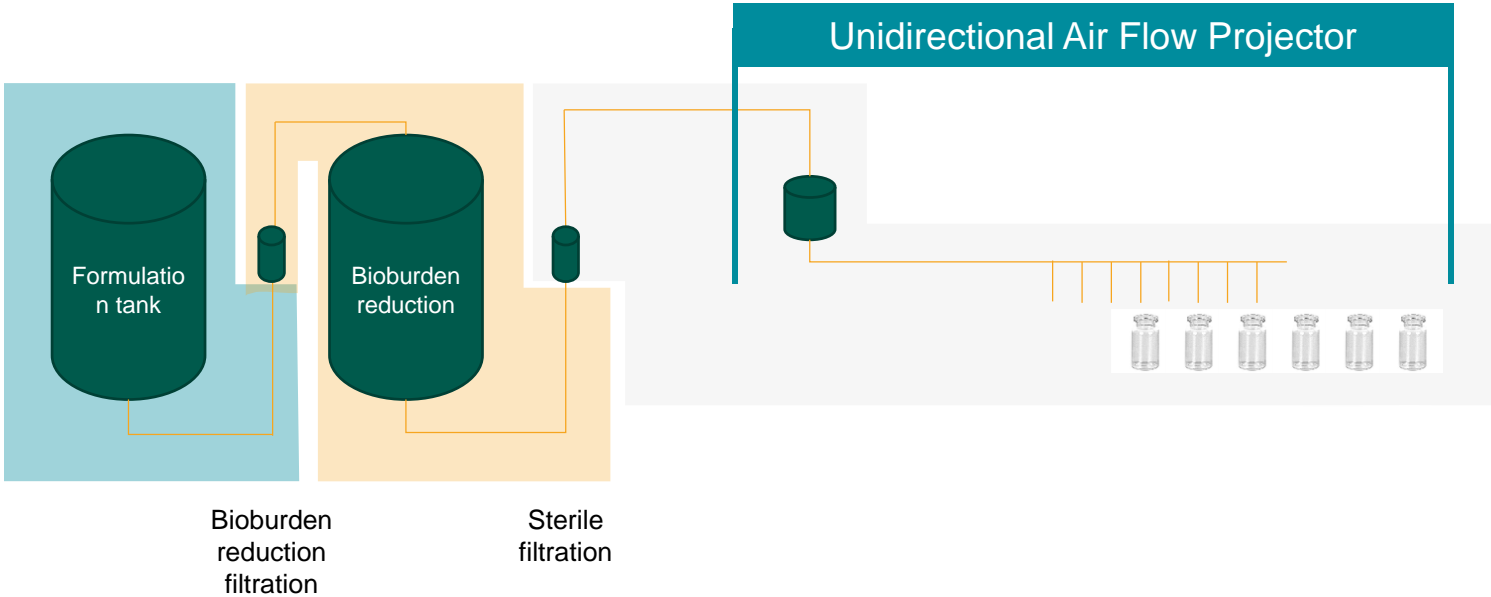 Unidirectional Air Flow Projector
Formulatio
n tank
Bioburden
reduction
Bioburden
reduction
filtration
Sterile
filtration